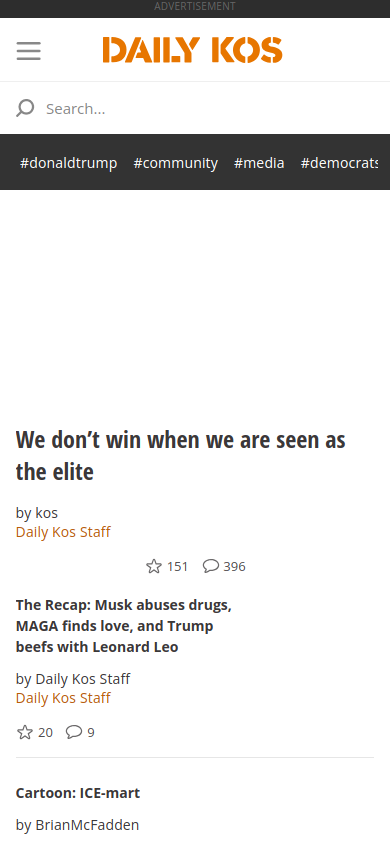 ADVERTISEMENT
DAILY KOS
Search...
#donaldtrump #community #media #democrats
We don’t win when we are seen as
the elite
by kos
Daily Kos Staff
151 396
The Recap: Musk abuses drugs,
MAGA finds love, and Trump
beefs with Leonard Leo
by Daily Kos Staff
Daily Kos Staff
20 9
Cartoon: ICE-mart
by BrianMcFadden